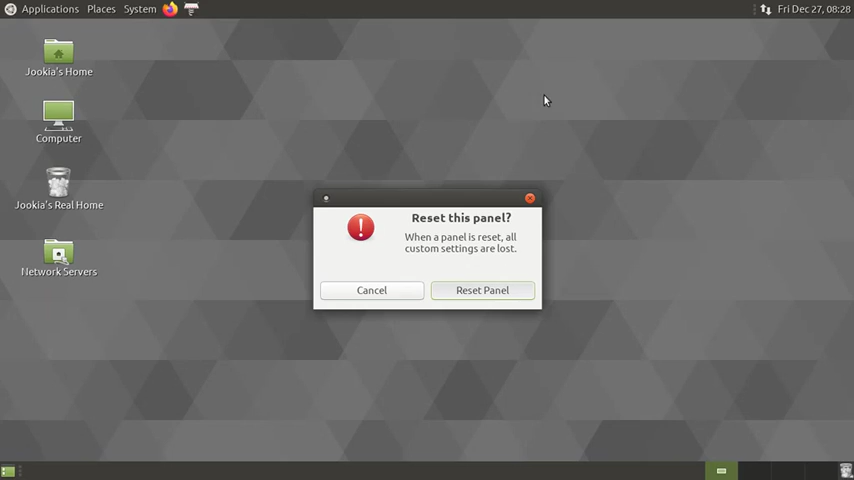 Applications Places System Fri Dec 27, 08:28
Jookia's Home
Computer
Jookia's Real Home
Network Servers
Reset this panel?
When a panel is reset, all
custom settings are lost.
Cancel Reset Panel